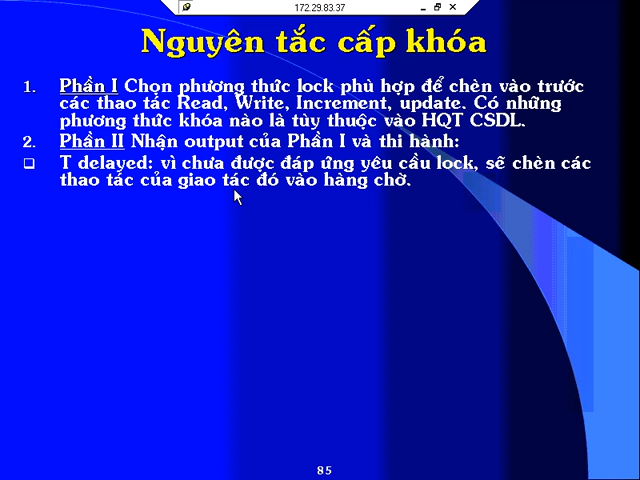 172.29.83.37
Nguyên tắc cấp khóa
1. Phần I Chọn phương thức lock phù hợp để chèn vào trước
các thao tác Read, Write, Increment, update. Có những
phương thức khóa nào là tùy thuộc vào HQT CSDL.
2. Phần II Nhận output của Phần I và thi hành:
❑ T delayed: vì chưa được đáp ứng yêu cầu lock, sẽ chèn các
thao tác của giao tác đó vào hàng chờ.
85